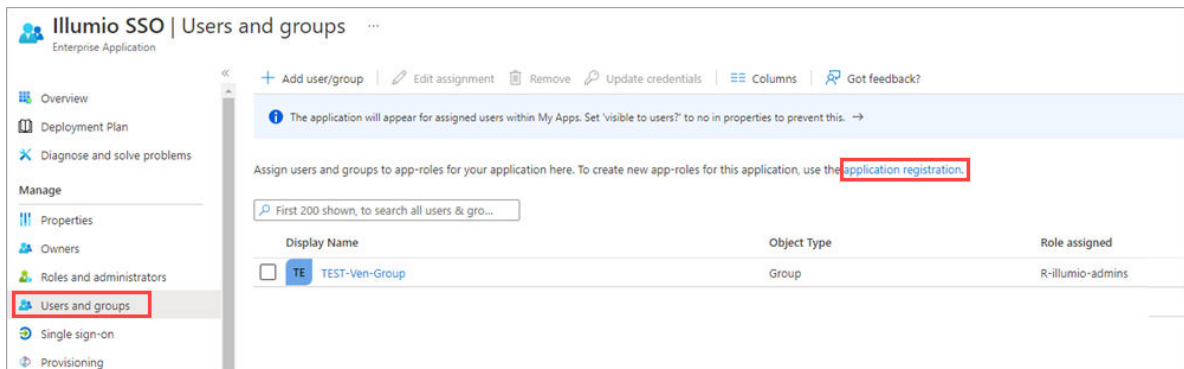 Illumio SSO | Users and groups ...
Enterprise Application
«
Overview
Deployment Plan
Diagnose and solve problems
Manage
Properties
Owners
Roles and administrators
Users and groups
Single sign-on
Provisioning
+ Add user/group Edit assignment Remove Update credentials Columns Got feedback?
The application will appear for assigned users within My Apps. Set 'visible to users?' to no in properties to prevent this. →
Assign users and groups to app-roles for your application here. To create new app-roles for this application, use the application registration.
First 200 shown, to search all users & gro...
Display Name Object Type Role assigned
TE TEST-Ven-Group Group R-illumio-admins